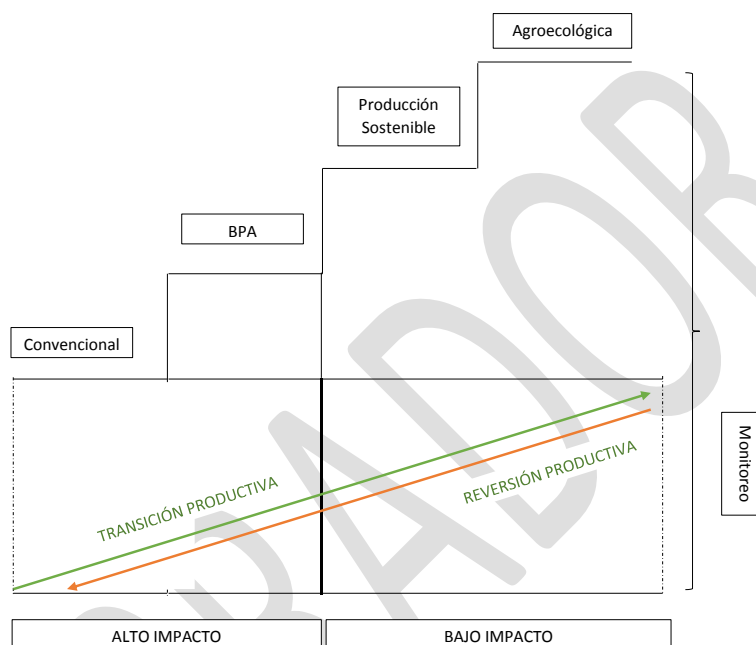 Agroecológica
Producción
Sostenible
BPA
Convencional
TRANSICIÓN PRODUCTIVA
REVERSIÓN PRODUCTIVA
Monitoreo
ALTO IMPACTO
BAJO IMPACTO